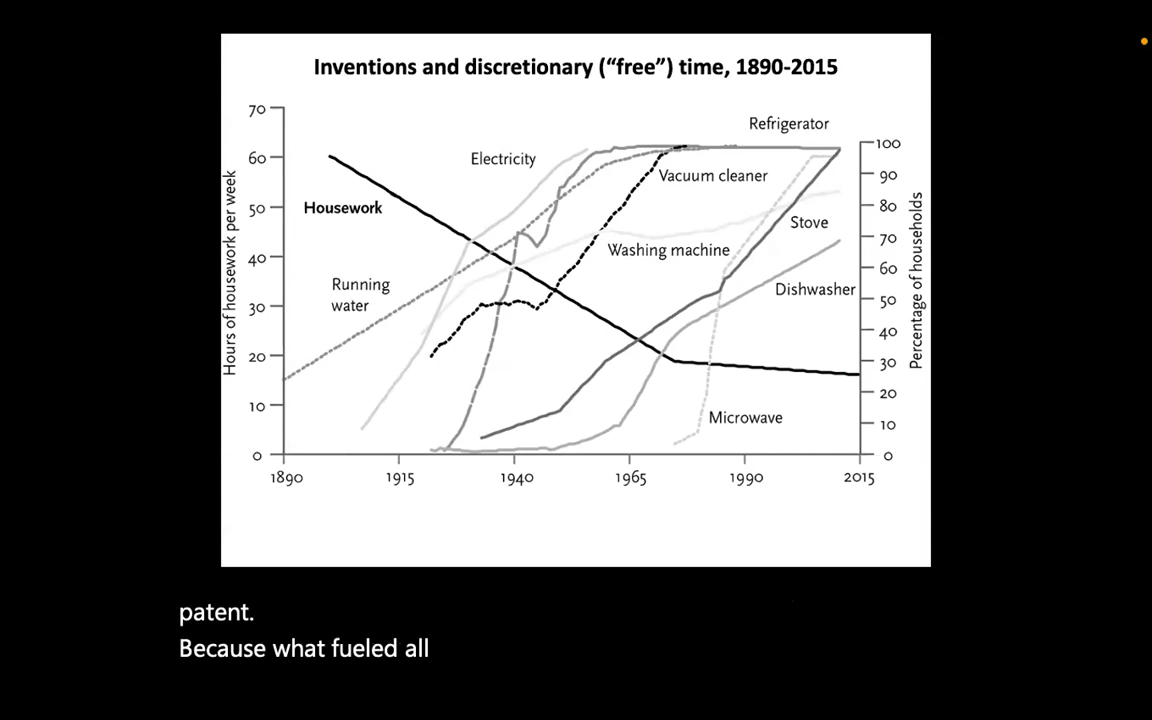 Inventions and discretionary (“free”) time, 1890-2015
70
60
50
40
30
20
10
0
Hours of housework per week
100
90
80
70
60
50
40
30
20
10
0
Percentage of households
Refrigerator
Electricity
Vacuum cleaner
Housework
Stove
Washing machine
Running
water
Dishwasher
Microwave
1890
1915
1940
1965
1990
2015
patent.
Because what fueled all